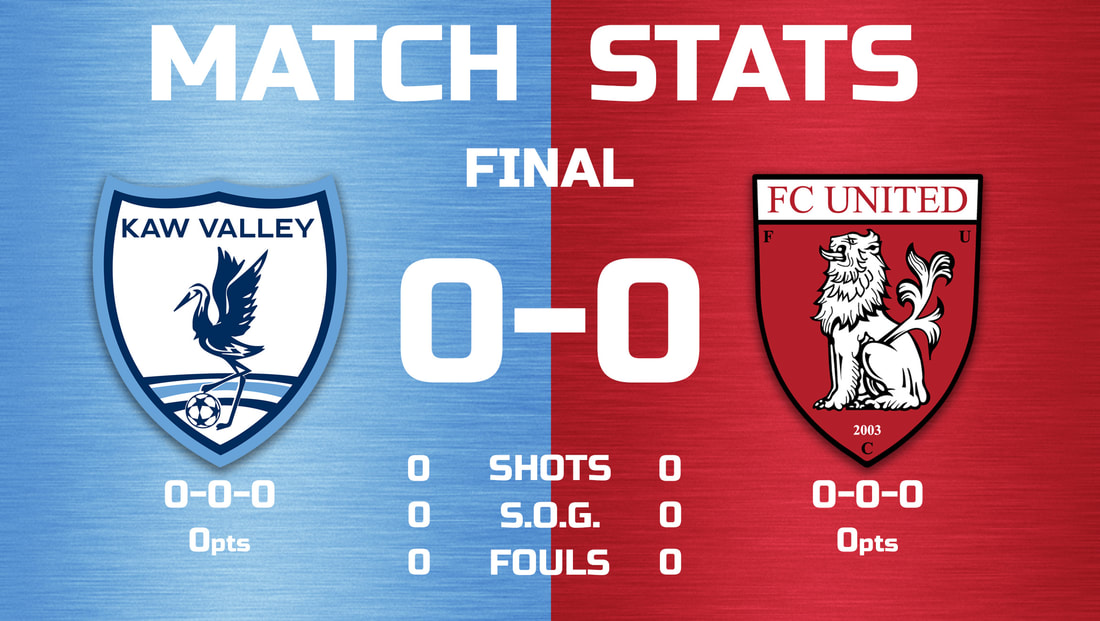 MATCH STATS
FINAL
KAW VALLEY
0-0
FC UNITED
F U
2003
C
0 SHOTS 0
0-0-0
0-0-0
0 S.O.G. 0
0pts
0pts
0 FOULS 0